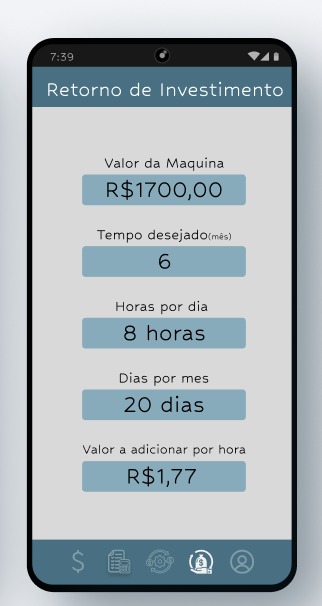 7:39
Retorno de Investimento
Valor da Maquina
R$1700,00
Tempo desejado(mês)
6
Horas por dia
8 horas
Dias por mes
20 dias
Valor a adicionar por hora
R$1,77